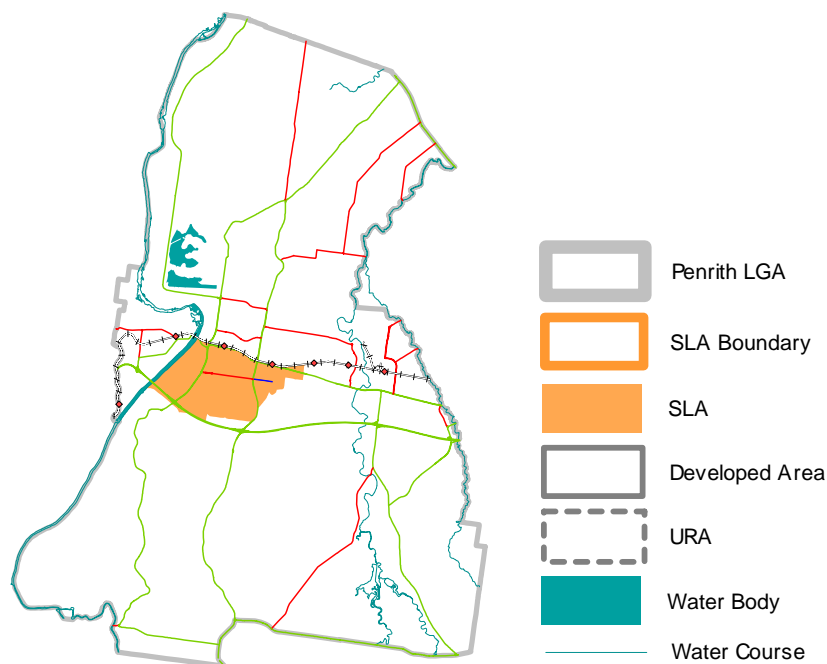 Penrith LGA
SLA Boundary
SLA
Developed Area
URA
Water Body
Water Course